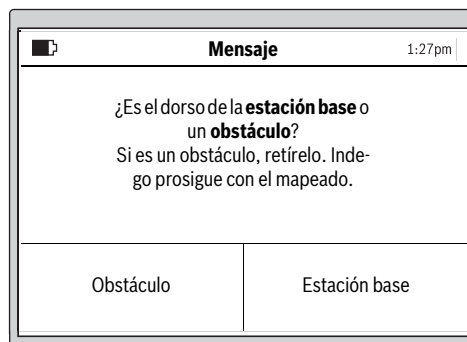 Mensaje 1:27pm
¿Es el dorso de la estación base o
un obstáculo?
Si es un obstáculo, retírelo. Inde-
go prosigue con el mapeado.
Obstáculo Estación base